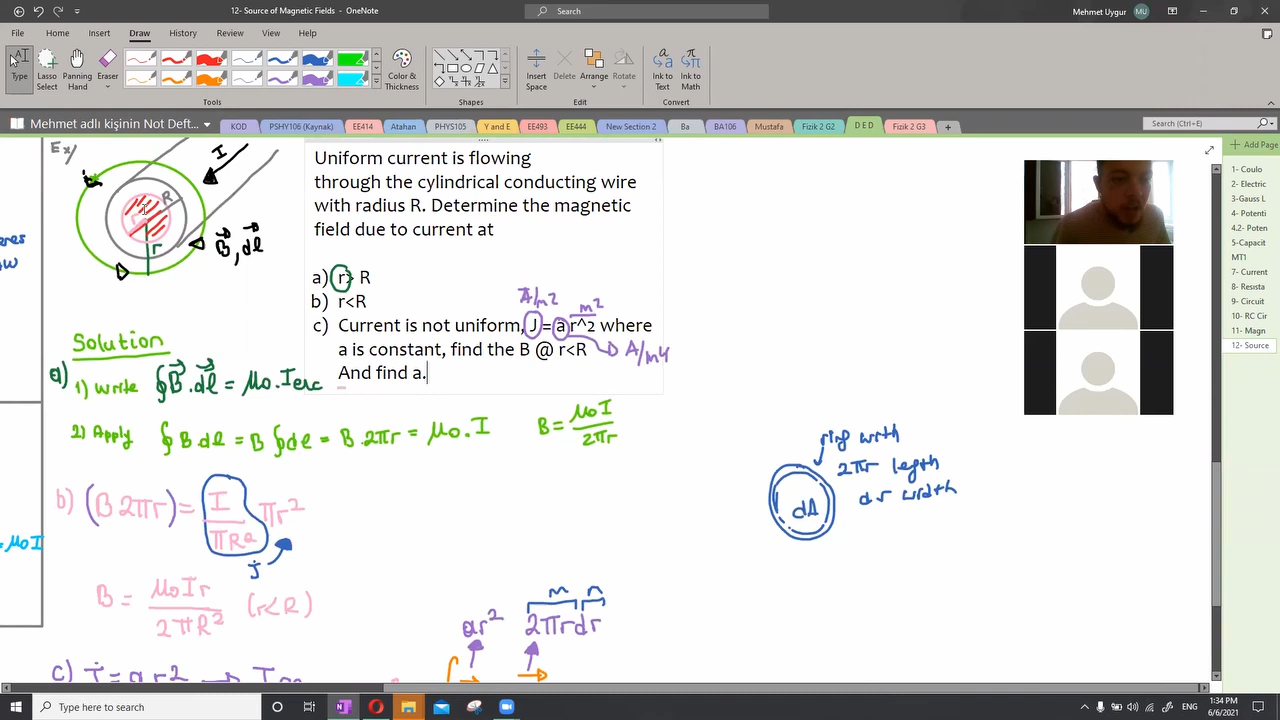 12- Source of Magnetic Fields - OneNote
Search
Mehmet Uygur
MU
File Home Insert Draw History Review View Help
Type
Lasso Select
Panning Hand
Eraser
Color & Thickness
Insert Space
Delete
Arrange
Rotate
Ink to Text
Ink to Math
Tools
Shapes
Edit
Convert
Mehmet adlı kişinin Not Deft...
KOD PSHY106 (Kaynak) EE414 Atahan PHYS105 Y and E EE493 EE444 New Section 2 Ba BA106 Mustafa Fizik 2 G2 D E D Fizik 2 G3
Search (Ctrl+E)
Add Page
1- Coulo
2- Electric
3-Gauss L
4- Potenti
4.2- Poten
5-Capacit
MT1
7- Current
8- Resista
9- Circuit
10- RC Cir
11- Magn
12- Source
Ex/
I
R
r
B, dl
Uniform current is flowing
through the cylindrical conducting wire
with radius R. Determine the magnetic
field due to current at
a) r> R
b) r<R
A/m2 m2
c) Current is not uniform, J = a r^2 where
a is constant, find the B @ r<R
A/m4
And find a.
Solution
a) 1) Write ∮B.dl = μ0.Ienc
2) Apply ∮B.dl = B∮dl = B.2πr = μ0.I B = μ0I/2πr
b) (B 2πr) = I/πR² πr²
J
= μ0I
B = μ0Ir/2πR² (r<R)
ring with
2πr legth
dr width
dA
m n
ar² 2πrdr
c) J = a r² →
Type here to search
1:34 PM
6/6/2021
ENG